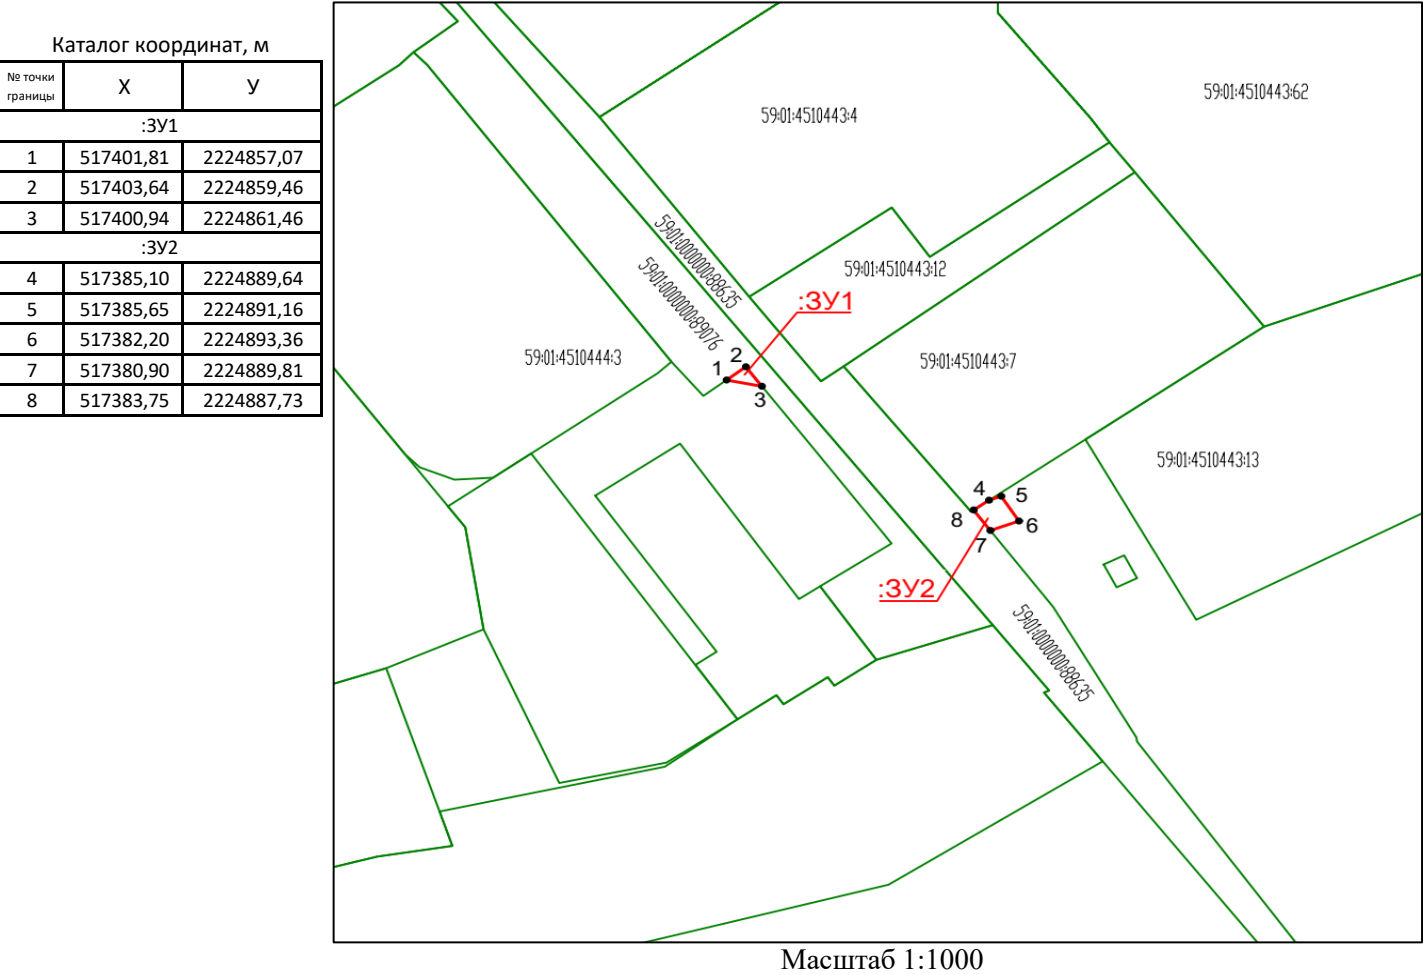 Каталог координат, м
№ точки границы X У
:ЗУ1
1 517401,81 2224857,07
2 517403,64 2224859,46
3 517400,94 2224861,46
:ЗУ2
4 517385,10 2224889,64
5 517385,65 2224891,16
6 517382,20 2224893,36
7 517380,90 2224889,81
8 517383,75 2224887,73
59:01:4510443:62
59:01:4510443:4
59:01:0000000:88635
59:01:0000000:89076
59:01:4510443:12
:ЗУ1
59:01:4510444:3
2
1
3
59:01:4510443:7
59:01:4510443:13
4
5
8
6
7
:ЗУ2
59:01:0000000:88635
Масштаб 1:1000